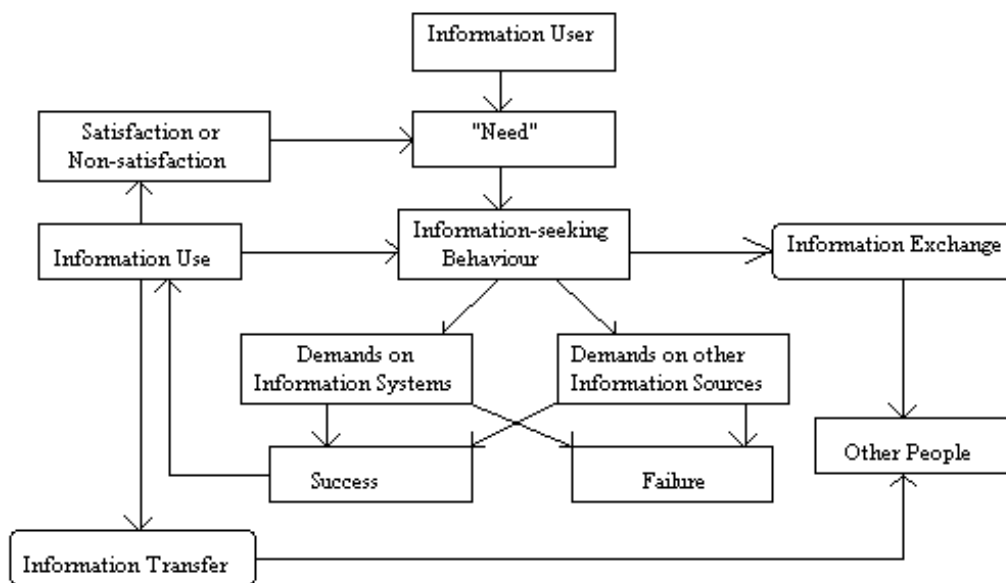 Information User
"Need"
Satisfaction or
Non-satisfaction
Information Use
Information-seeking
Behaviour
Information Exchange
Demands on
Information Systems
Demands on other
Information Sources
Success
Failure
Other People
Information Transfer